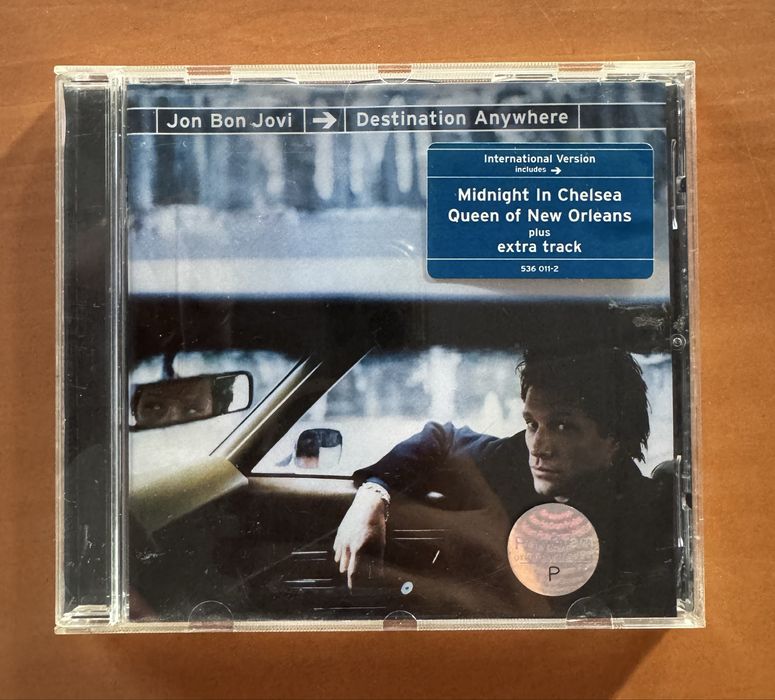 Jon Bon Jovi → Destination Anywhere
International Version
includes →
Midnight In Chelsea
Queen of New Orleans
plus
extra track
536 011-2
P